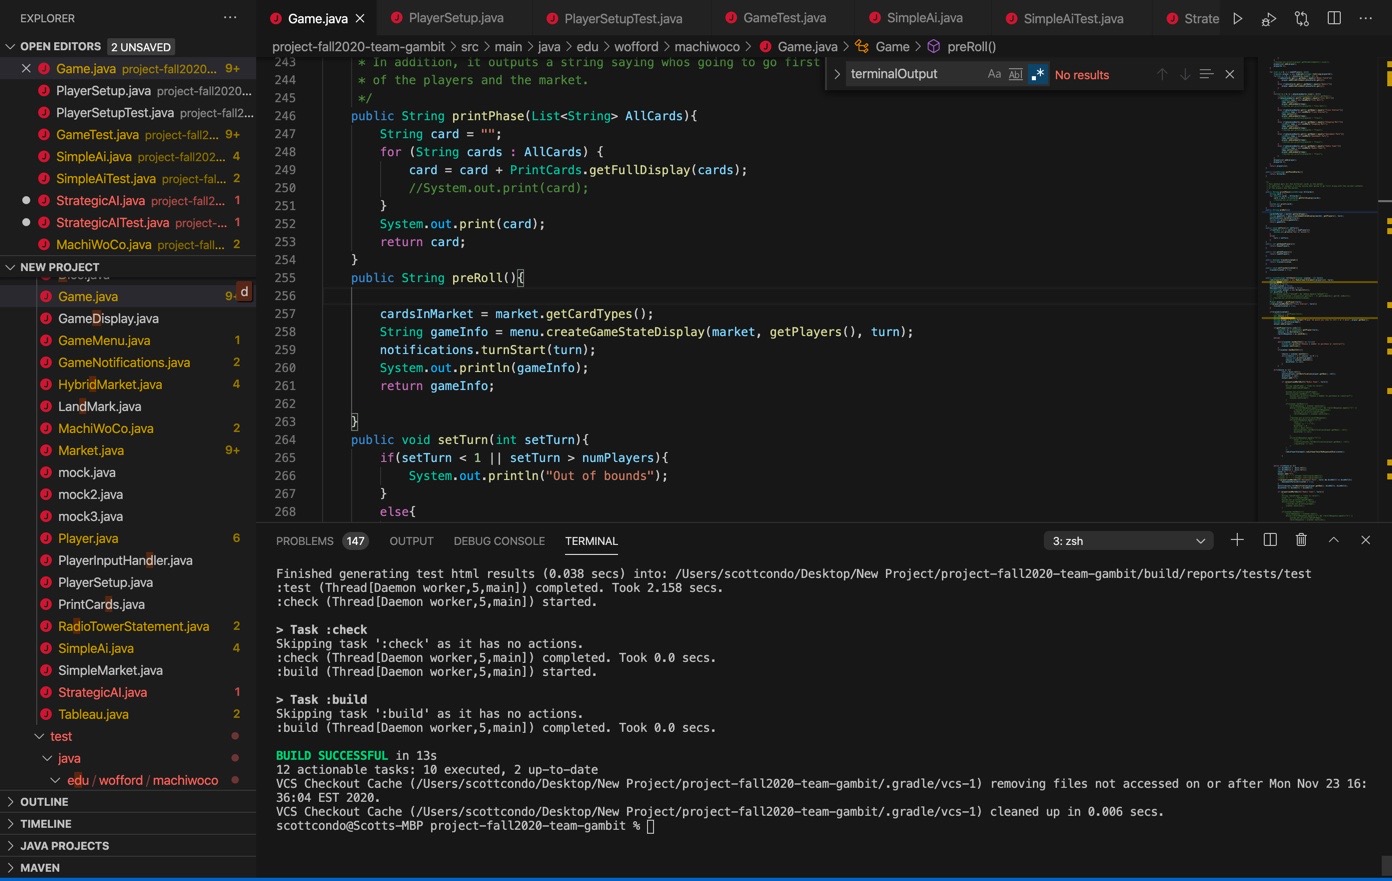 EXPLORER
OPEN EDITORS 2 UNSAVED
Game.java project-fall2020... 9+
PlayerSetup.java project-fall2020...
PlayerSetupTest.java project-fall2...
GameTest.java project-fall2... 9+
SimpleAi.java project-fall202... 4
SimpleAiTest.java project-fal... 2
StrategicAI.java project-fall2... 1
StrategicAITest.java project-... 1
MachiWoCo.java project-fall... 2
NEW PROJECT
Game.java 9+
d
GameDisplay.java
GameMenu.java 1
GameNotifications.java 2
HybridMarket.java 4
LandMark.java
MachiWoCo.java 2
Market.java 9+
mock.java
mock2.java
mock3.java
Player.java 6
PlayerInputHandler.java
PlayerSetup.java
PrintCards.java
RadioTowerStatement.java 2
SimpleAi.java 4
SimpleMarket.java
StrategicAI.java 1
Tableau.java 2
test
java
edu / wofford / machiwoco
OUTLINE
TIMELINE
JAVA PROJECTS
MAVEN
Game.java PlayerSetup.java PlayerSetupTest.java GameTest.java SimpleAi.java SimpleAiTest.java Strate
project-fall2020-team-gambit > src > main > java > edu > wofford > machiwoco > Game.java > Game > preRoll()
terminalOutput Aa Abl .* No results
243 * In addition, it outputs a string saying whos going to go first
244 * of the players and the market.
245 */
246 public String printPhase(List<String> AllCards){
247 String card = "";
248 for (String cards : AllCards) {
249 card = card + PrintCards.getFullDisplay(cards);
250 //System.out.print(card);
251 }
252 System.out.print(card);
253 return card;
254 }
255 public String preRoll(){
256
257 cardsInMarket = market.getCardTypes();
258 String gameInfo = menu.createGameStateDisplay(market, getPlayers(), turn);
259 notifications.turnStart(turn);
260 System.out.println(gameInfo);
261 return gameInfo;
262
263 }
264 public void setTurn(int setTurn){
265 if(setTurn < 1 || setTurn > numPlayers){
266 System.out.println("Out of bounds");
267 }
268 else{
PROBLEMS 147 OUTPUT DEBUG CONSOLE TERMINAL 3: zsh
Finished generating test html results (0.038 secs) into: /Users/scottcondo/Desktop/New Project/project-fall2020-team-gambit/build/reports/tests/test
:test (Thread[Daemon worker,5,main]) completed. Took 2.158 secs.
:check (Thread[Daemon worker,5,main]) started.
> Task :check
Skipping task ':check' as it has no actions.
:check (Thread[Daemon worker,5,main]) completed. Took 0.0 secs.
:build (Thread[Daemon worker,5,main]) started.
> Task :build
Skipping task ':build' as it has no actions.
:build (Thread[Daemon worker,5,main]) completed. Took 0.0 secs.
BUILD SUCCESSFUL in 13s
12 actionable tasks: 10 executed, 2 up-to-date
VCS Checkout Cache (/Users/scottcondo/Desktop/New Project/project-fall2020-team-gambit/.gradle/vcs-1) removing files not accessed on or after Mon Nov 23 16:
36:04 EST 2020.
VCS Checkout Cache (/Users/scottcondo/Desktop/New Project/project-fall2020-team-gambit/.gradle/vcs-1) cleaned up in 0.006 secs.
scottcondo@Scotts-MBP project-fall2020-team-gambit %